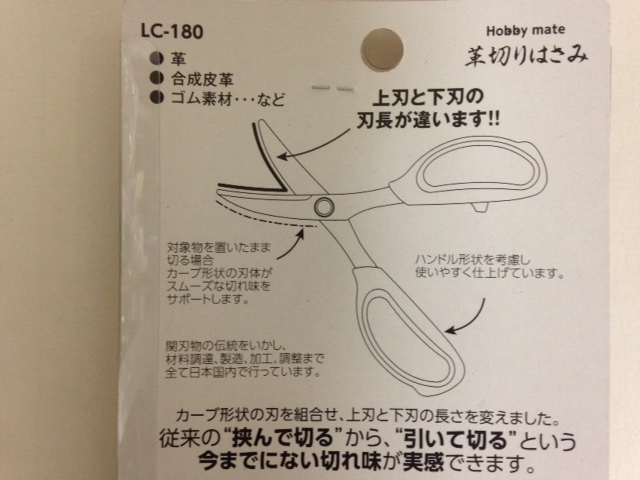 LC-180
Hobby mate
革切りはさみ
● 革
● 合成皮革
● ゴム素材･･･など
上刃と下刃の
刃長が違います!!
対象物を置いたまま
切る場合
カーブ形状の刃体が
スムーズな切れ味を
サポートします。
ハンドル形状を考慮し
使いやすく仕上げています。
関刃物の伝統をいかし、
材料調達、製造、加工、調整まで
全て日本国内で行っています。
カーブ形状の刃を組合せ、上刃と下刃の長さを変えました。
従来の“挟んで切る”から、“引いて切る”という
今までにない切れ味が実感できます。